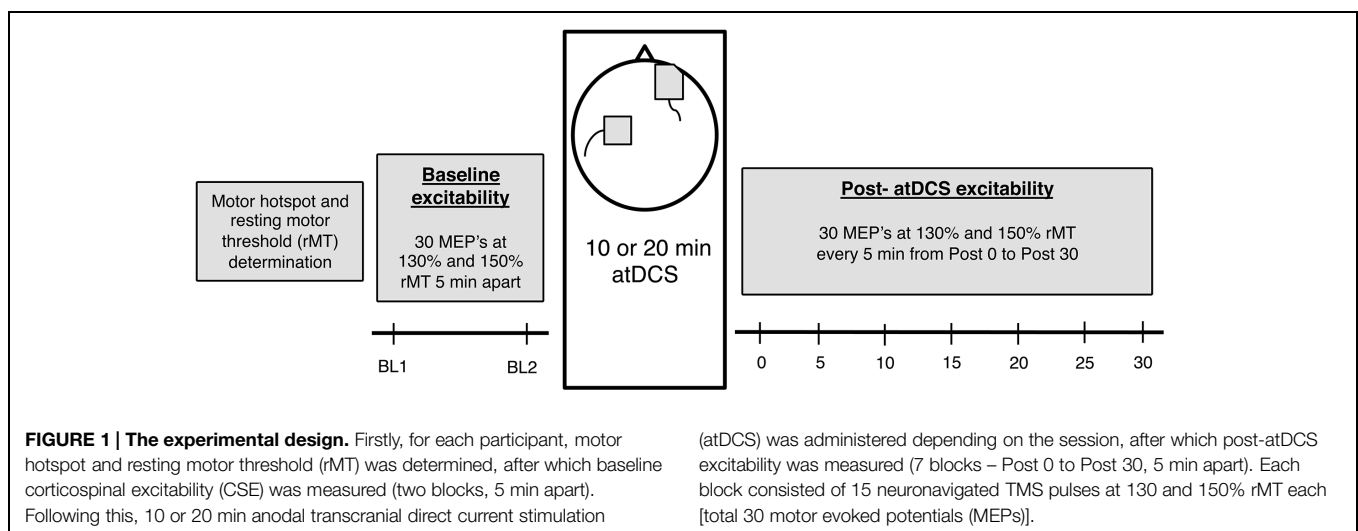 Motor hotspot and
resting motor
threshold (rMT)
determination
Baseline
excitability
30 MEP's at
130% and 150%
rMT 5 min apart
BL1
BL2
10 or 20 min
atDCS
Post- atDCS excitability
30 MEP's at 130% and 150% rMT
every 5 min from Post 0 to Post 30
0 5 10 15 20 25 30
FIGURE 1 | The experimental design. Firstly, for each participant, motor
hotspot and resting motor threshold (rMT) was determined, after which baseline
corticospinal excitability (CSE) was measured (two blocks, 5 min apart).
Following this, 10 or 20 min anodal transcranial direct current stimulation
(atDCS) was administered depending on the session, after which post-atDCS
excitability was measured (7 blocks – Post 0 to Post 30, 5 min apart). Each
block consisted of 15 neuronavigated TMS pulses at 130 and 150% rMT each
[total 30 motor evoked potentials (MEPs)].